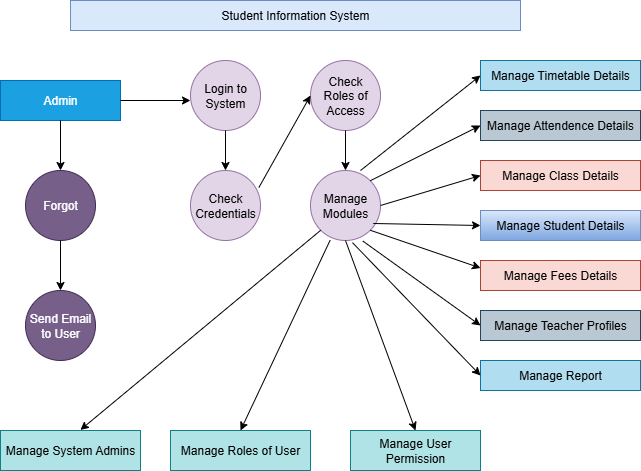 Student Information System
Admin
Login to
System
Check
Roles of
Access
Manage Timetable Details
Manage Attendence Details
Manage Class Details
Forgot
Check
Credentials
Manage
Modules
Manage Student Details
Manage Fees Details
Send Email
to User
Manage Teacher Profiles
Manage Report
Manage System Admins
Manage Roles of User
Manage User
Permission